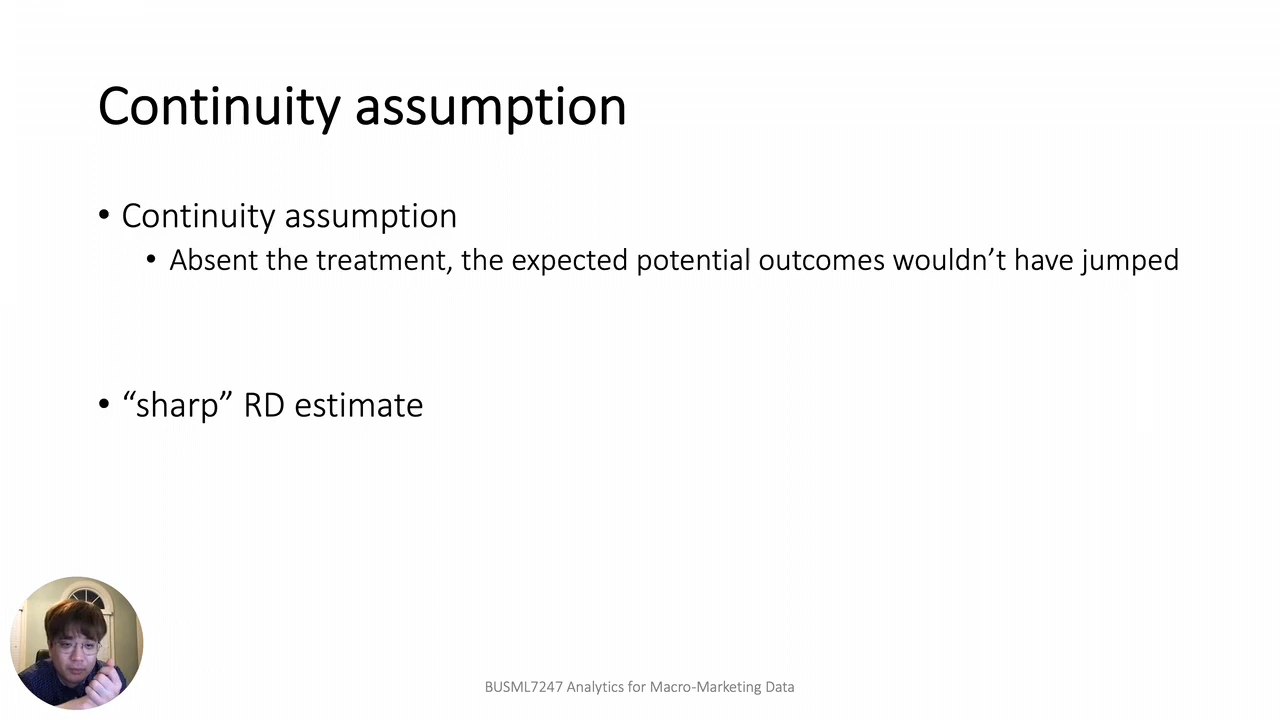 Continuity assumption
• Continuity assumption
• Absent the treatment, the expected potential outcomes wouldn’t have jumped
• “sharp” RD estimate
BUSML7247 Analytics for Macro-Marketing Data